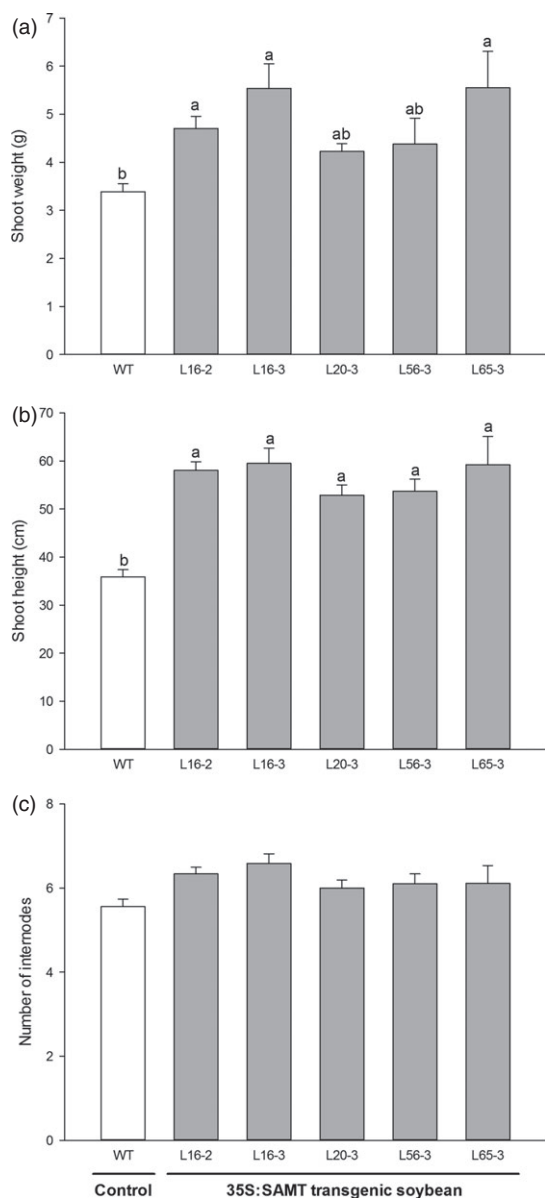 (a)
7
6
5
4
3
2
1
0
Shoot weight (g)
b
a
a
ab
ab
a
WT L16-2 L16-3 L20-3 L56-3 L65-3
(b)
70
60
50
40
30
20
10
0
Shoot height (cm)
b
a
a
a
a
a
WT L16-2 L16-3 L20-3 L56-3 L65-3
(c)
8
6
4
2
0
Number of internodes
WT L16-2 L16-3 L20-3 L56-3 L65-3
Control 35S:SAMT transgenic soybean